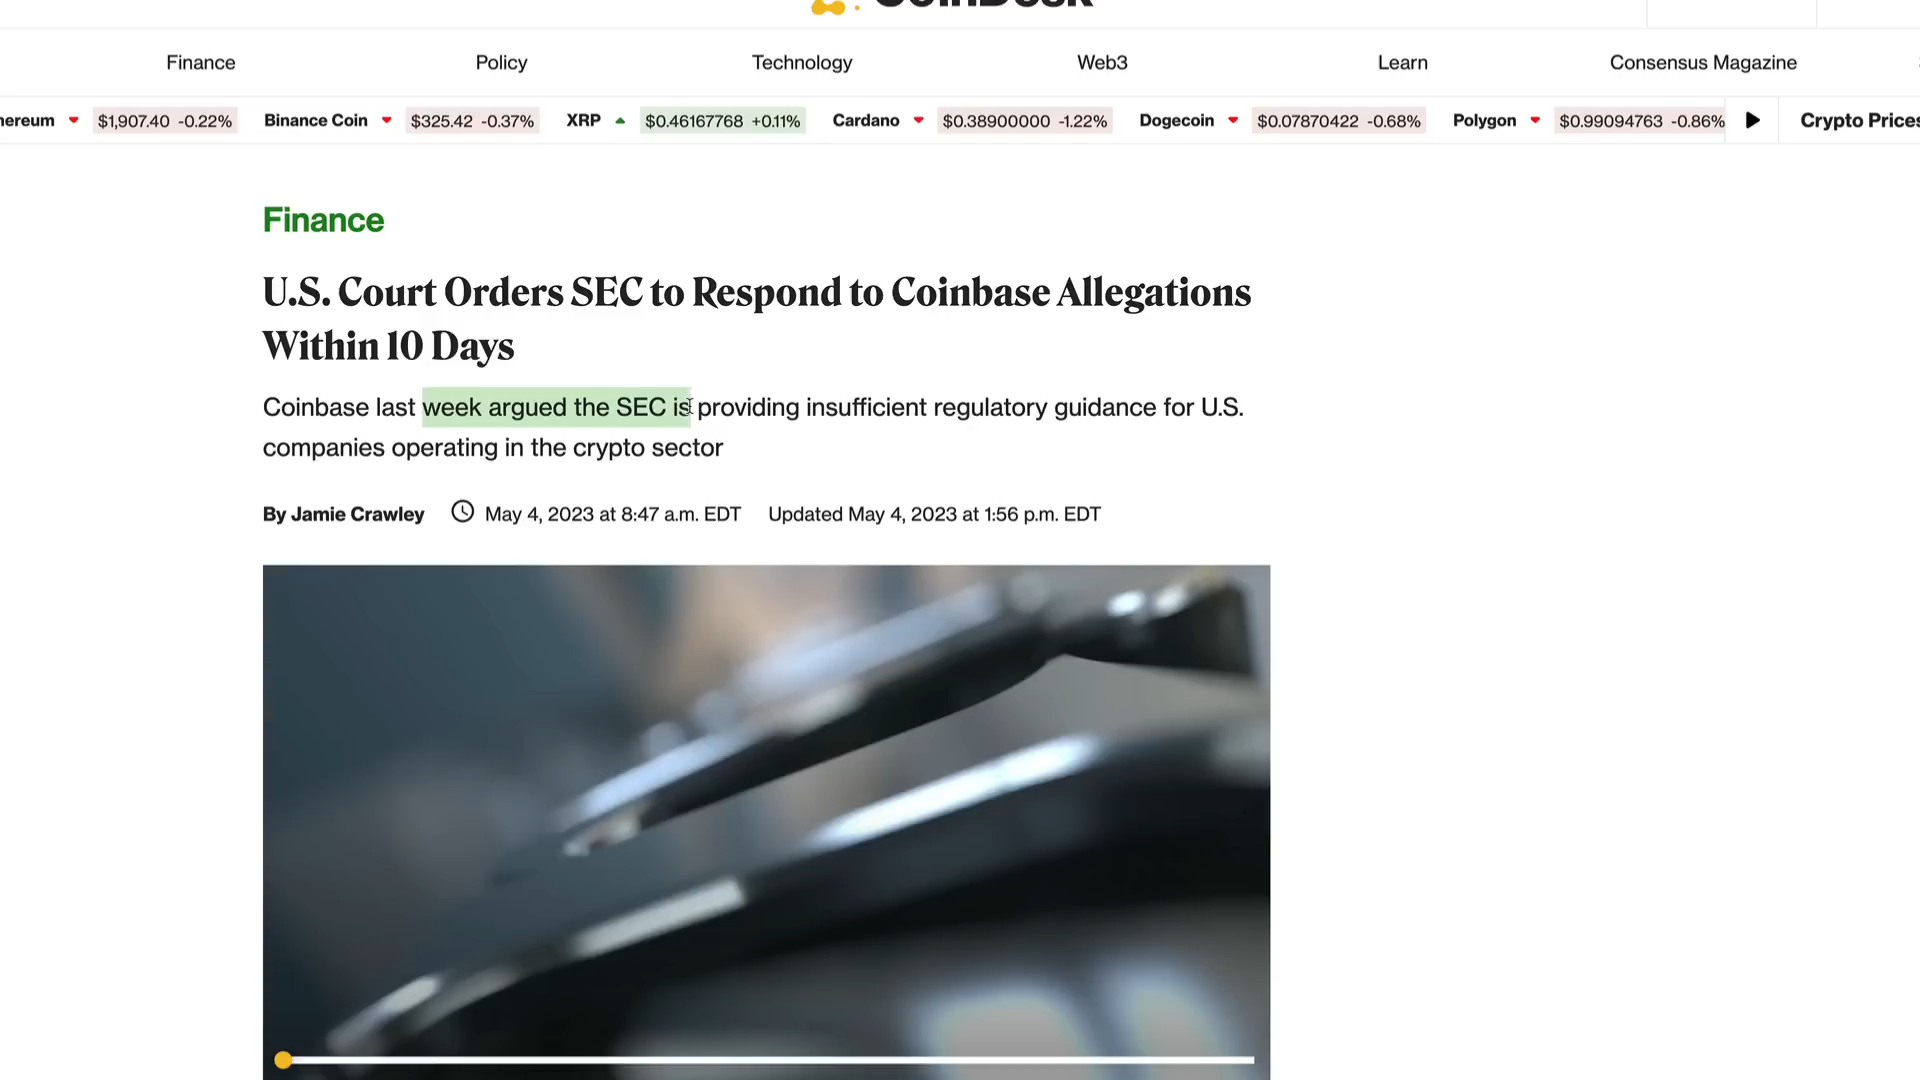 CoinDesk
Finance Policy Technology Web3 Learn Consensus Magazine
hereum $1,907.40 -0.22% Binance Coin $325.42 -0.37% XRP $0.46167768 +0.11% Cardano $0.38900000 -1.22% Dogecoin $0.07870422 -0.68% Polygon $0.99094763 -0.86% Crypto Prices
Finance
U.S. Court Orders SEC to Respond to Coinbase Allegations
Within 10 Days
Coinbase last week argued the SEC is providing insufficient regulatory guidance for U.S.
companies operating in the crypto sector
By Jamie Crawley May 4, 2023 at 8:47 a.m. EDT Updated May 4, 2023 at 1:56 p.m. EDT